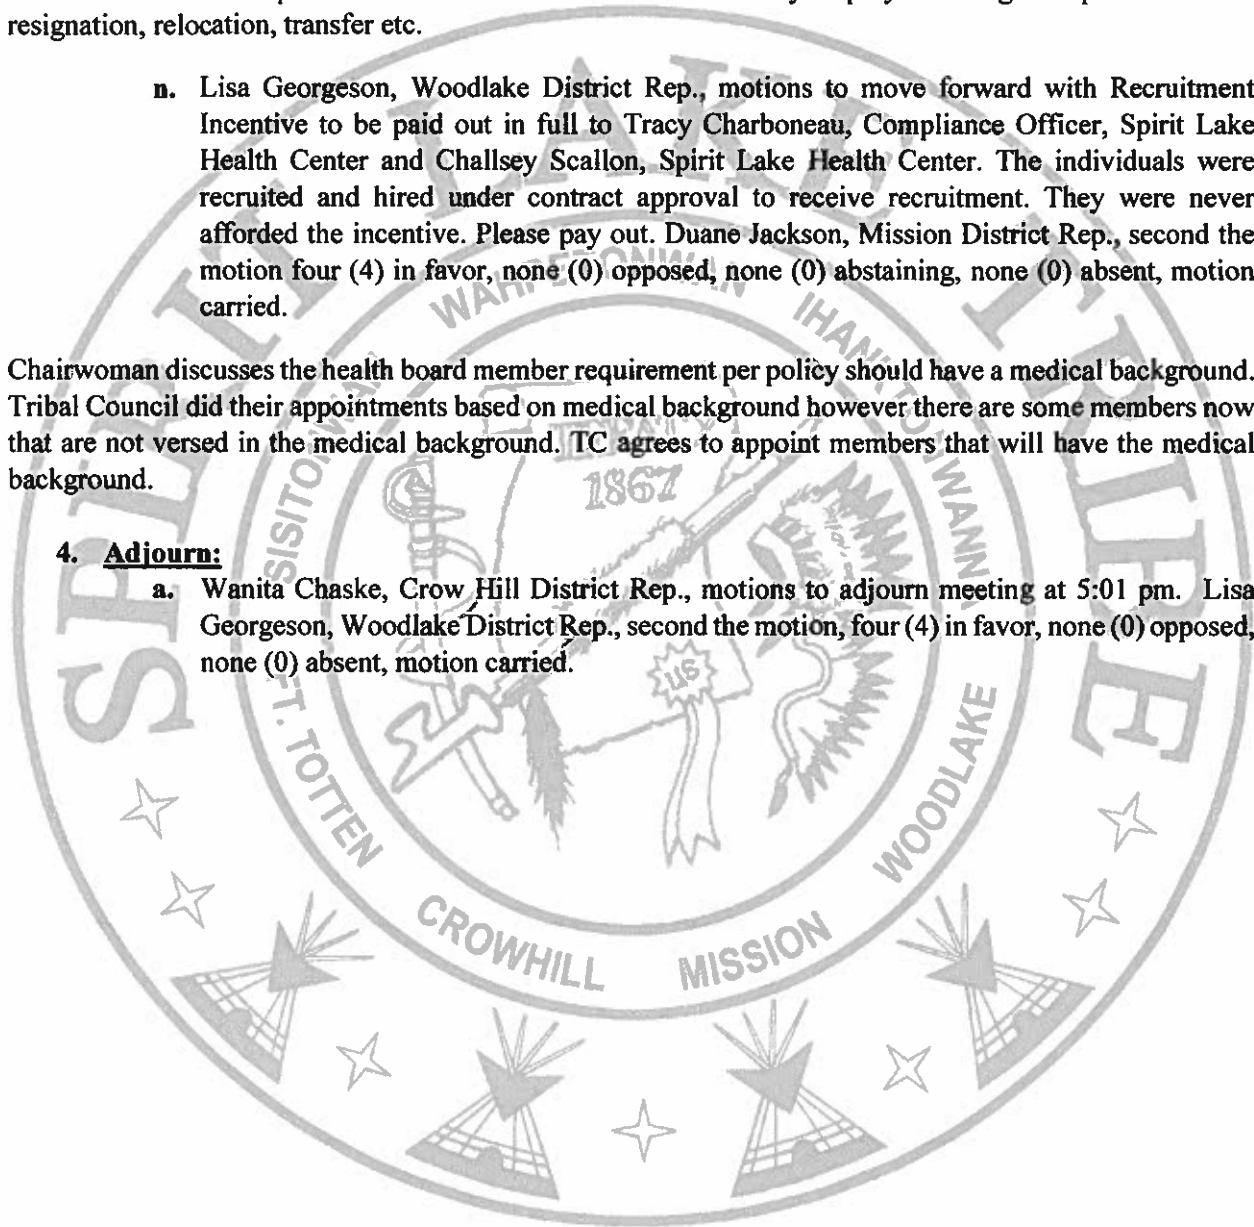 resignation, relocation, transfer etc.
n. Lisa Georgeson, Woodlake District Rep., motions to move forward with Recruitment
Incentive to be paid out in full to Tracy Charboneau, Compliance Officer, Spirit Lake
Health Center and Challsey Scallon, Spirit Lake Health Center. The individuals were
recruited and hired under contract approval to receive recruitment. They were never
afforded the incentive. Please pay out. Duane Jackson, Mission District Rep., second the
motion four (4) in favor, none (0) opposed, none (0) abstaining, none (0) absent, motion
carried.
Chairwoman discusses the health board member requirement per policy should have a medical background.
Tribal Council did their appointments based on medical background however there are some members now
that are not versed in the medical background. TC agrees to appoint members that will have the medical
background.
4. Adjourn:
a. Wanita Chaske, Crow Hill District Rep., motions to adjourn meeting at 5:01 pm. Lisa
Georgeson, Woodlake District Rep., second the motion, four (4) in favor, none (0) opposed,
none (0) absent, motion carried.
SPIRIT LAKE TRIBE
SISITONWAN
WAHPETONWAN
IHANKTONWANNA
TREATY
1867
US
FT. TOTTEN
CROWHILL
MISSION
WOODLAKE